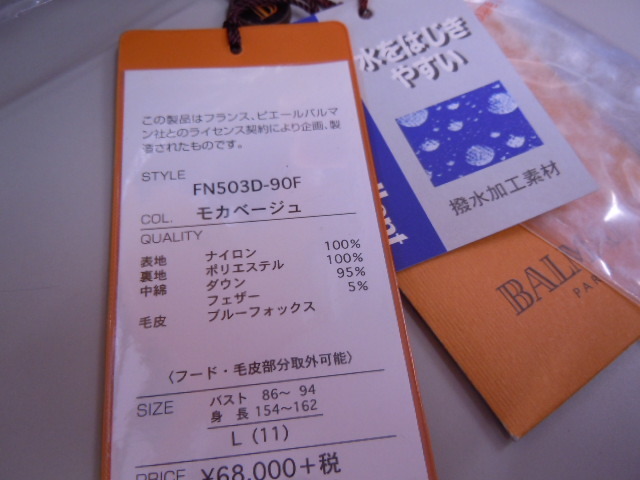 この製品はフランス、ピエールバルマ
ン社とのライセンス契約により企画、製
造されたものです。
STYLE FN503D-90F
COL. モカベージュ
QUALITY
表地 ナイロン 100%
裏地 ポリエステル 100%
中綿 ダウン 95%
フェザー 5%
毛皮 ブルーフォックス
〈フード・毛皮部分取外可能〉
SIZE バスト 86〜 94
身 長 154〜162
L (11)
PRICE ¥68,000+税
水をはじき
やすい
撥水加工素材